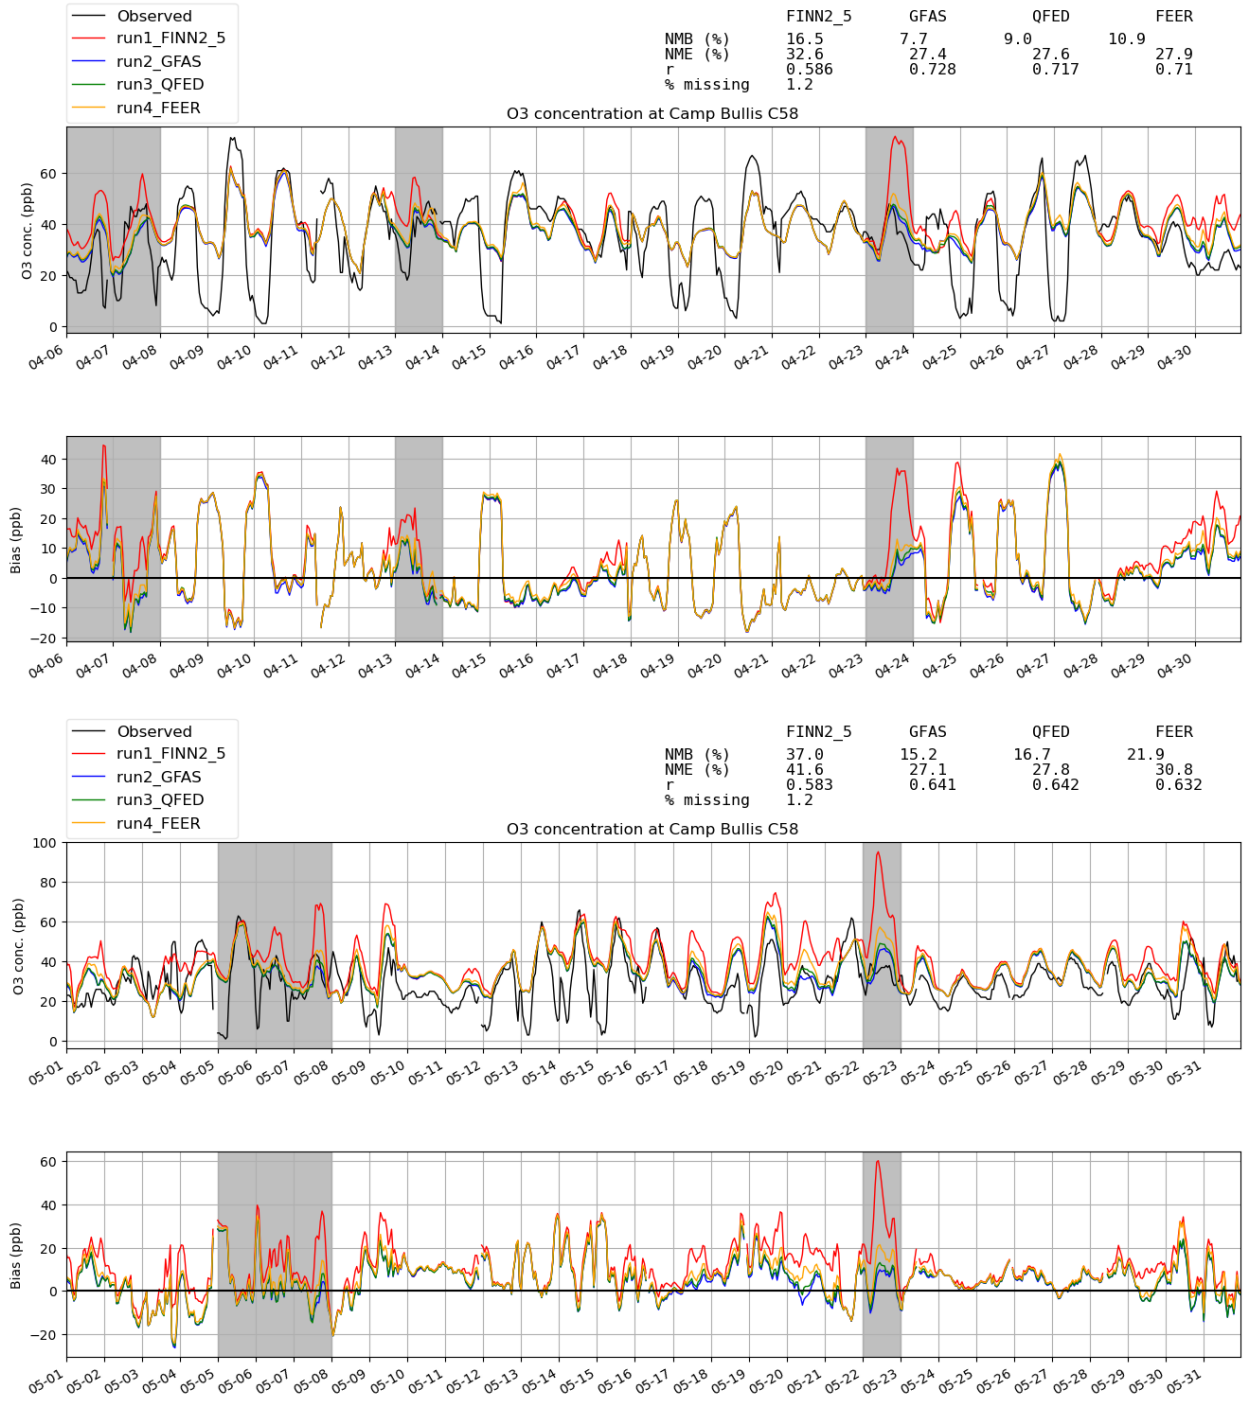 Observed
run1_FINN2_5
run2_GFAS
run3_QFED
run4_FEER
FINN2_5 GFAS QFED FEER
NMB (%) 16.5 7.7 9.0 10.9
NME (%) 32.6 27.4 27.6 27.9
r 0.586 0.728 0.717 0.71
% missing 1.2
O3 concentration at Camp Bullis C58
O3 conc. (ppb)
60
40
20
0
04-06 04-07 04-08 04-09 04-10 04-11 04-12 04-13 04-14 04-15 04-16 04-17 04-18 04-19 04-20 04-21 04-22 04-23 04-24 04-25 04-26 04-27 04-28 04-29 04-30
Bias (ppb)
40
30
20
10
0
−10
−20
04-06 04-07 04-08 04-09 04-10 04-11 04-12 04-13 04-14 04-15 04-16 04-17 04-18 04-19 04-20 04-21 04-22 04-23 04-24 04-25 04-26 04-27 04-28 04-29 04-30
Observed
run1_FINN2_5
run2_GFAS
run3_QFED
run4_FEER
FINN2_5 GFAS QFED FEER
NMB (%) 37.0 15.2 16.7 21.9
NME (%) 41.6 27.1 27.8 30.8
r 0.583 0.641 0.642 0.632
% missing 1.2
O3 concentration at Camp Bullis C58
O3 conc. (ppb)
100
80
60
40
20
0
05-01 05-02 05-03 05-04 05-05 05-06 05-07 05-08 05-09 05-10 05-11 05-12 05-13 05-14 05-15 05-16 05-17 05-18 05-19 05-20 05-21 05-22 05-23 05-24 05-25 05-26 05-27 05-28 05-29 05-30 05-31
Bias (ppb)
60
40
20
0
−20
05-01 05-02 05-03 05-04 05-05 05-06 05-07 05-08 05-09 05-10 05-11 05-12 05-13 05-14 05-15 05-16 05-17 05-18 05-19 05-20 05-21 05-22 05-23 05-24 05-25 05-26 05-27 05-28 05-29 05-30 05-31